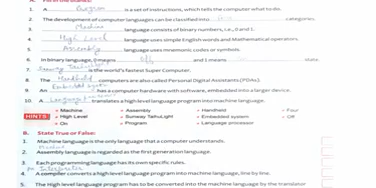 A. Fill in the blanks:
1. A Program is a set of instructions, which tells the computer what to do.
2. The development of computer languages can be classified into categories.
3. Machine language consists of binary numbers, i.e., 0 and 1.
4. High Level language uses simple English words and Mathematical operators.
5. Assembly language uses mnemonic codes or symbols.
6. In binary language, 0 means Off and 1 means state.
7. Sunway TaihuLight is the world's fastest Super Computer.
8. The Handheld computers are also called Personal Digital Assistants (PDAs).
9. An Embedded system has a computer hardware with software, embedded into a larger device.
10. A Language processor translates a high level language program into machine language.
HINTS
• Machine • Assembly • Handheld • Four
• High Level • Sunway TaihuLight • Embedded system • Off
• On • Program • Language processor
B. State True or False:
1. Machine language is the only language that a computer understands.
2. Assembly language is regarded as the first generation language.
3. Each programming language has its own specific rules.
Interpreter
4. A compiler converts a high level language program into machine language, line by line.
5. The High level language program has to be converted into the machine language by the translator